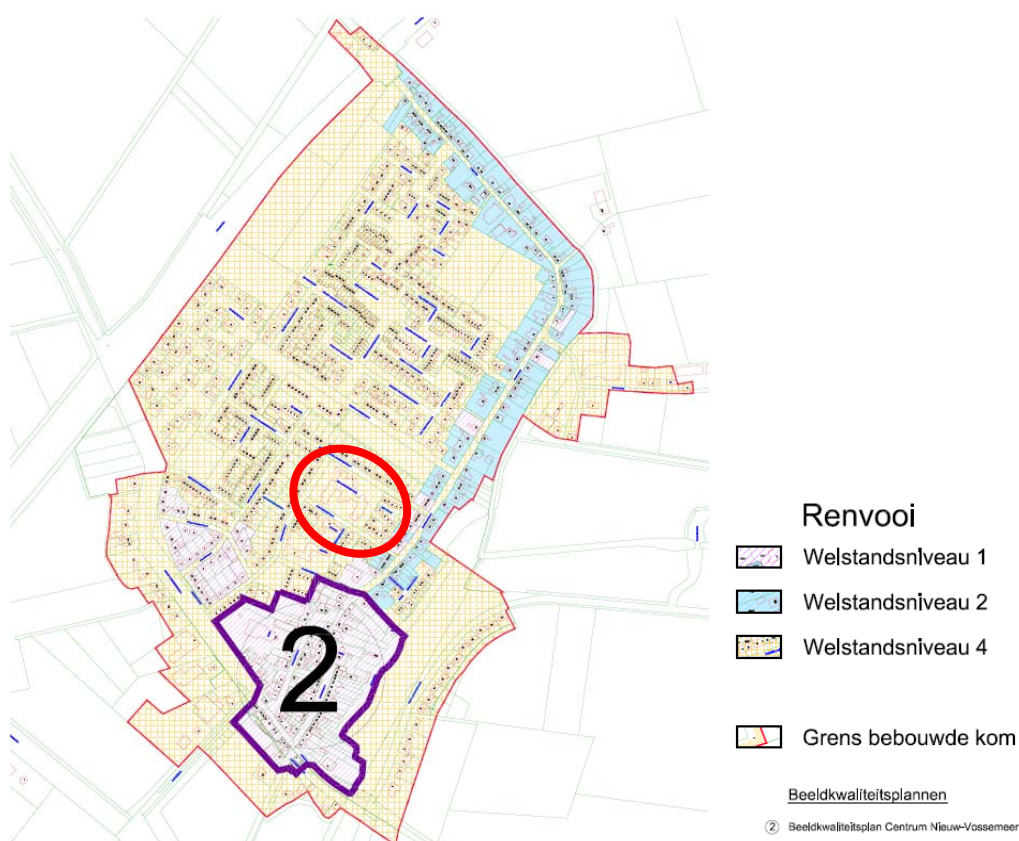 2
Renvooi
Welstandsniveau 1
Welstandsniveau 2
Welstandsniveau 4
Grens bebouwde kom
Beeldkwaliteitsplannen
2 Beeldkwaliteitsplan Centrum Nieuw-Vossemeer